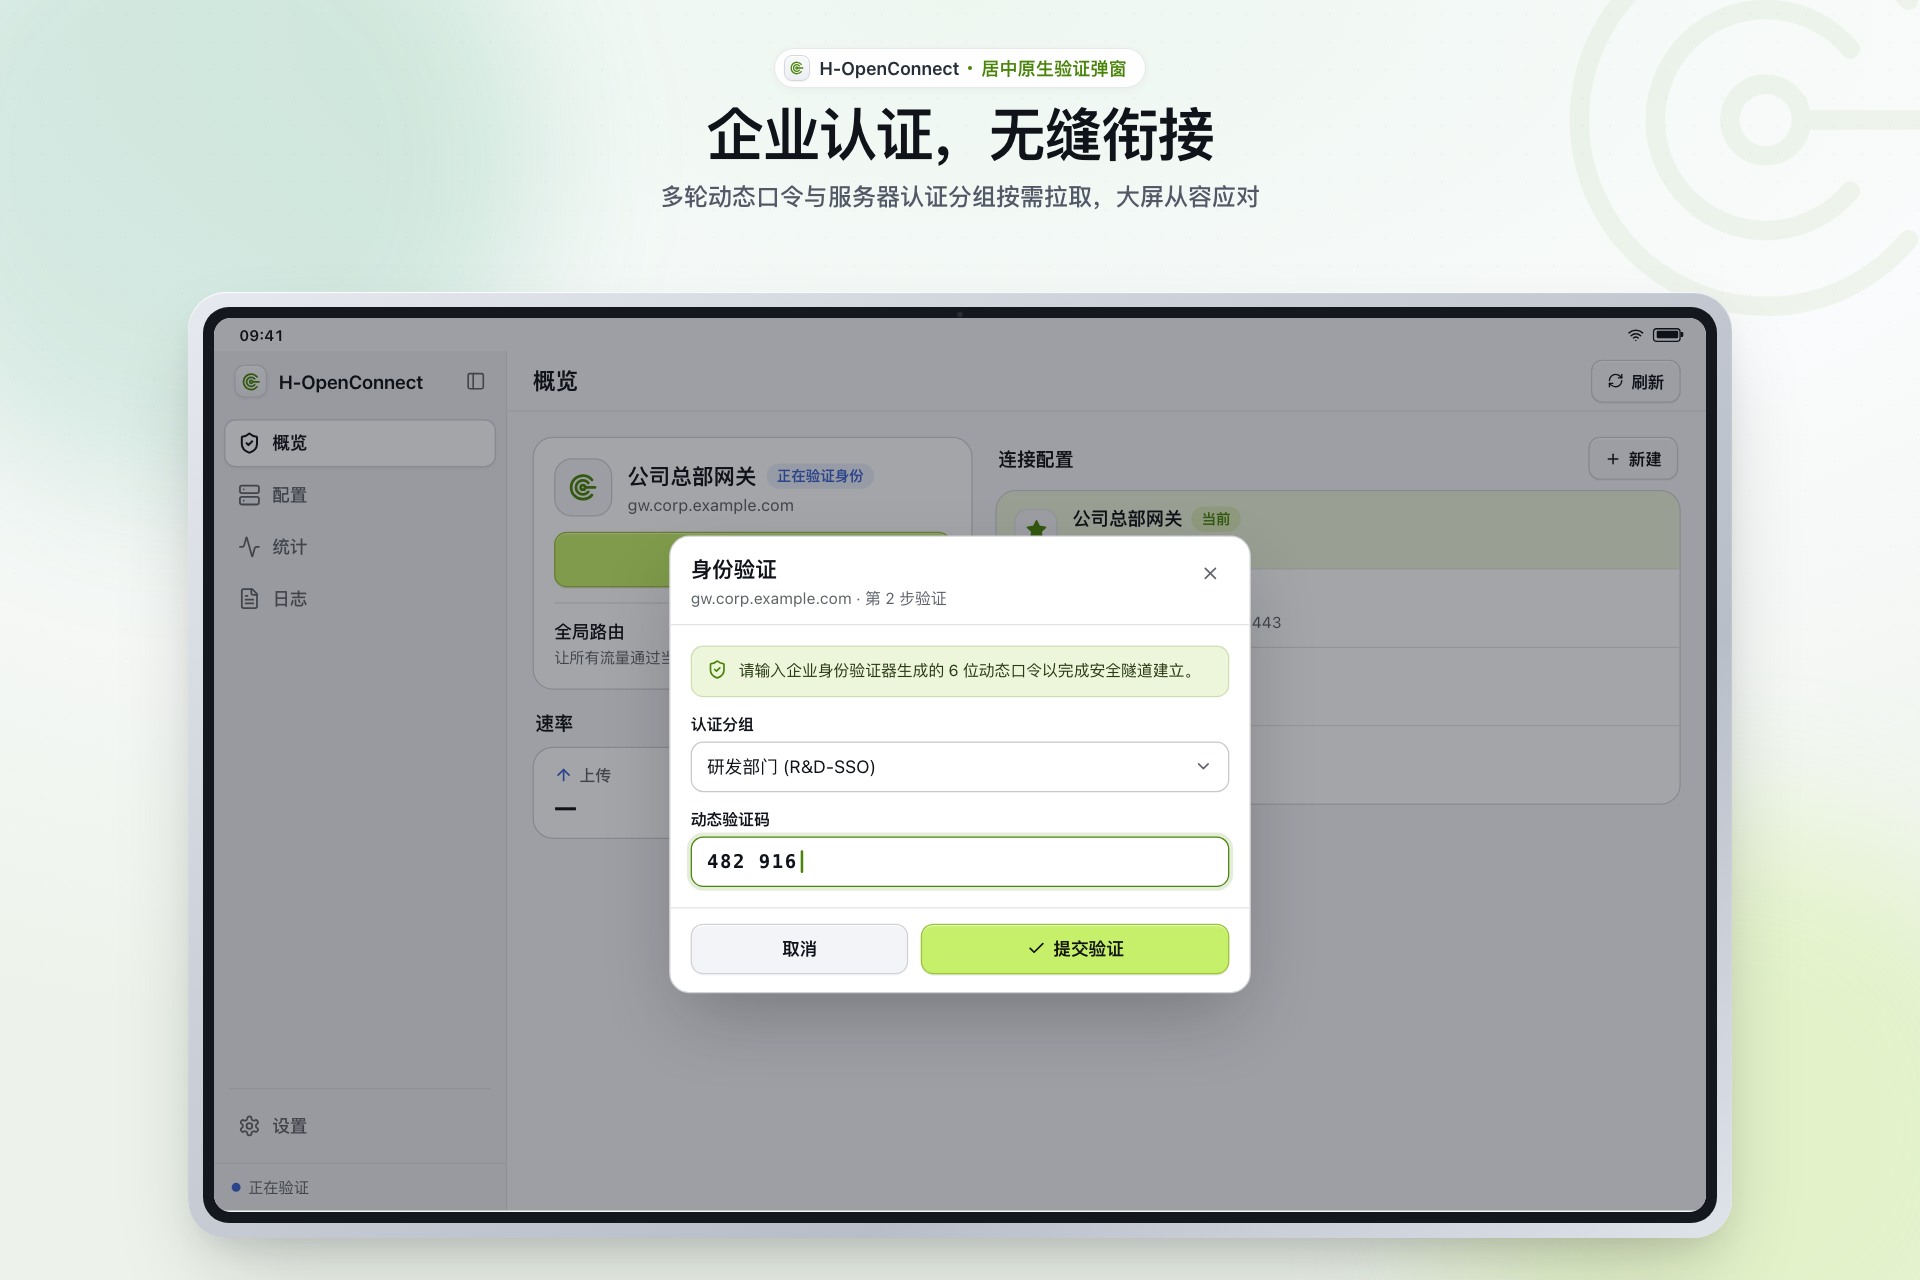 H-OpenConnect · 居中原生验证弹窗
企业认证，无缝衔接
多轮动态口令与服务器认证分组按需拉取，大屏从容应对
09:41
H-OpenConnect
概览
配置
统计
日志
设置
正在验证
概览
刷新
公司总部网关 正在验证身份
gw.corp.example.com
全局路由
让所有流量通过
速率
上传
连接配置
新建
公司总部网关 当前
443
身份验证
gw.corp.example.com · 第 2 步验证
请输入企业身份验证器生成的 6 位动态口令以完成安全隧道建立。
认证分组
研发部门 (R&D-SSO)
动态验证码
482 916
取消
提交验证